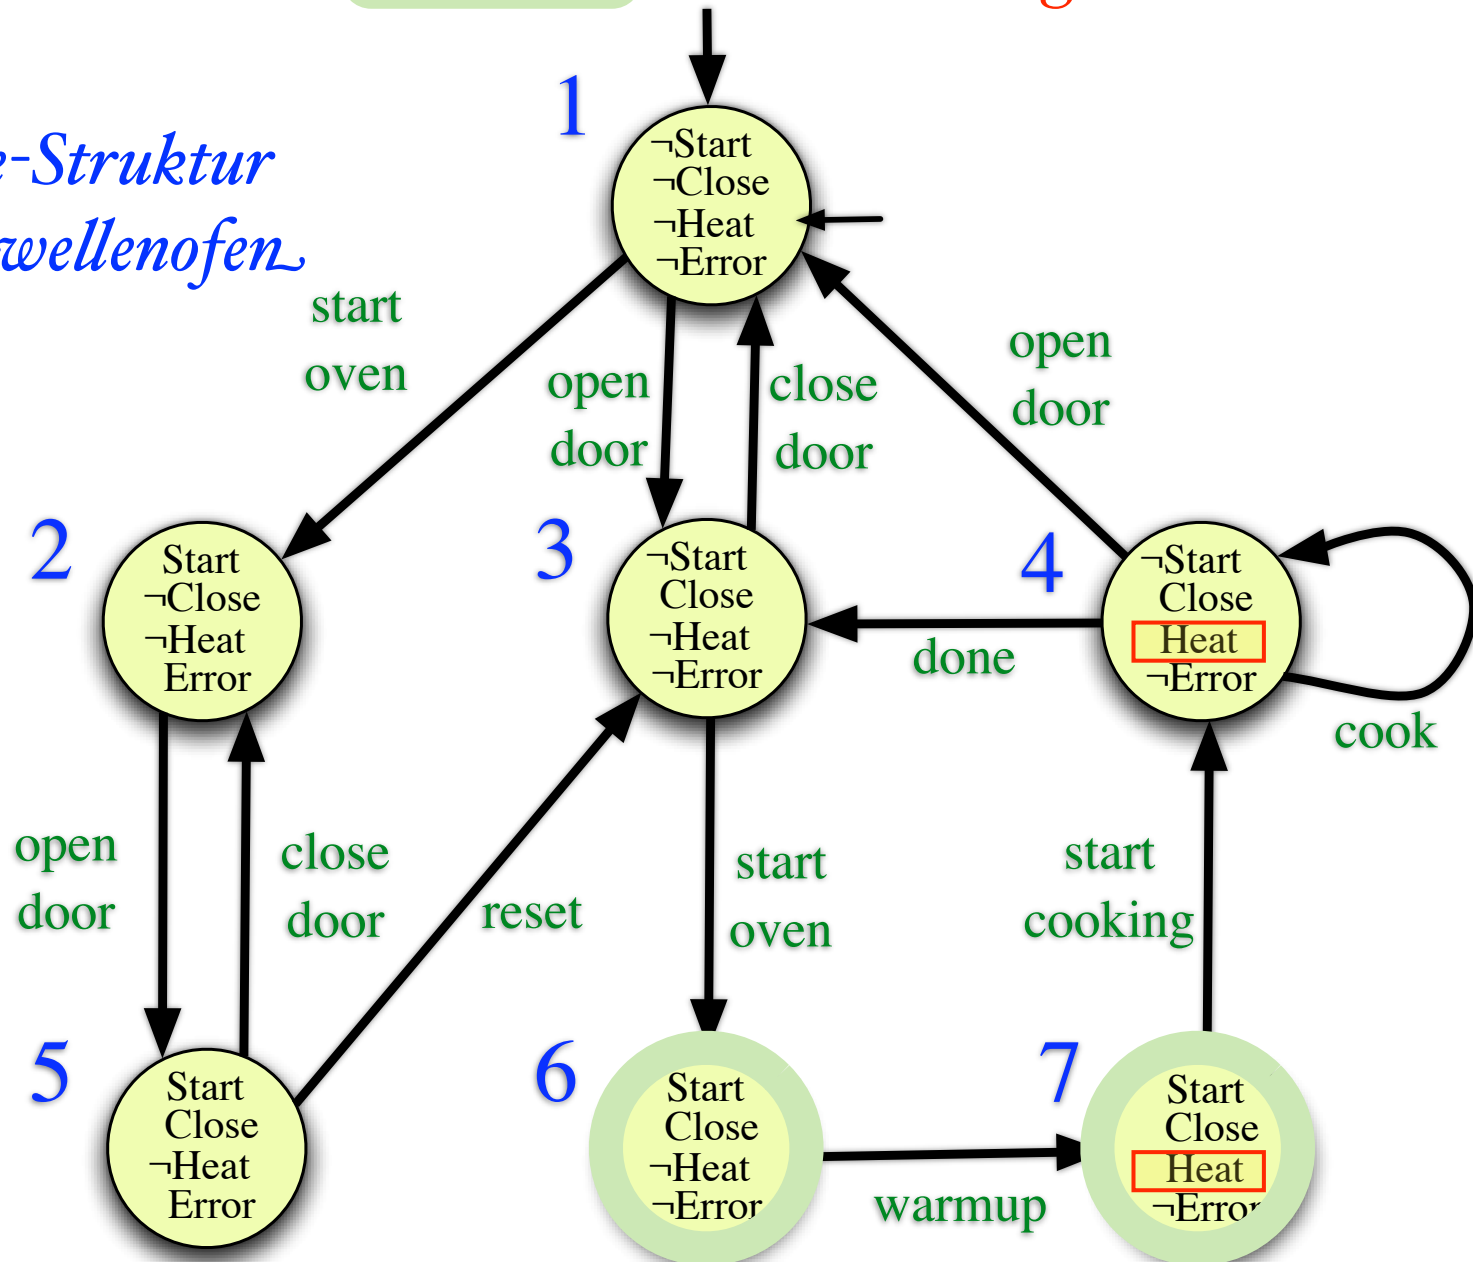 g
1
¬Start
¬Close
¬Heat
¬Error
e-Struktur
wellenofen
start
oven
open
door
close
door
open
door
2
Start
¬Close
¬Heat
Error
3
¬Start
Close
¬Heat
¬Error
4
¬Start
Close
Heat
¬Error
done
cook
open
door
close
door
reset
start
oven
start
cooking
5
Start
Close
¬Heat
Error
6
Start
Close
¬Heat
¬Error
7
Start
Close
Heat
¬Error
warmup